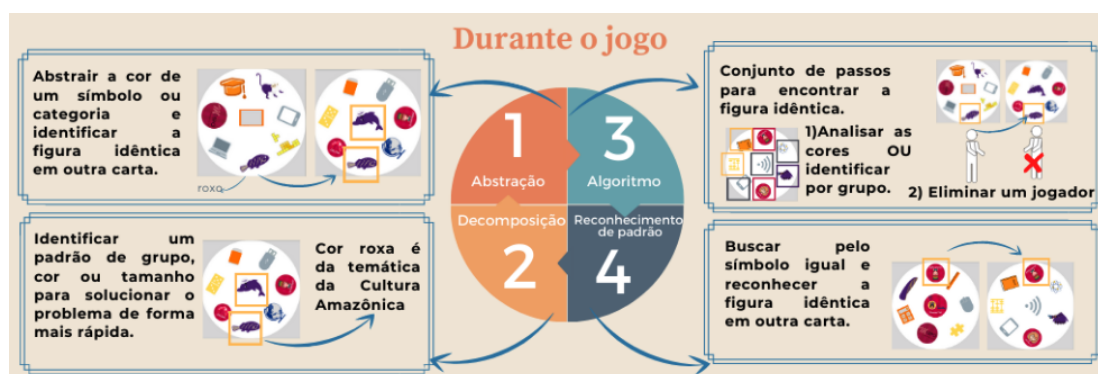 Durante o jogo
Abstrair a cor de
um símbolo ou
categoria e
identificar a
figura idêntica
em outra carta.
roxa
1
Abstração
Decomposição
2
3
Algoritmo
Reconhecimento
de padrão
4
Identificar um
padrão de grupo,
cor ou tamanho
para solucionar o
problema de forma
mais rápida.
Cor roxa é
da temática
da Cultura
Amazônica
Conjunto de passos
para encontrar a
figura idêntica.
1)Analisar as
cores OU
identificar
por grupo.
2) Eliminar um jogador
Buscar pelo
símbolo igual e
reconhecer a
figura idêntica
em outra carta.